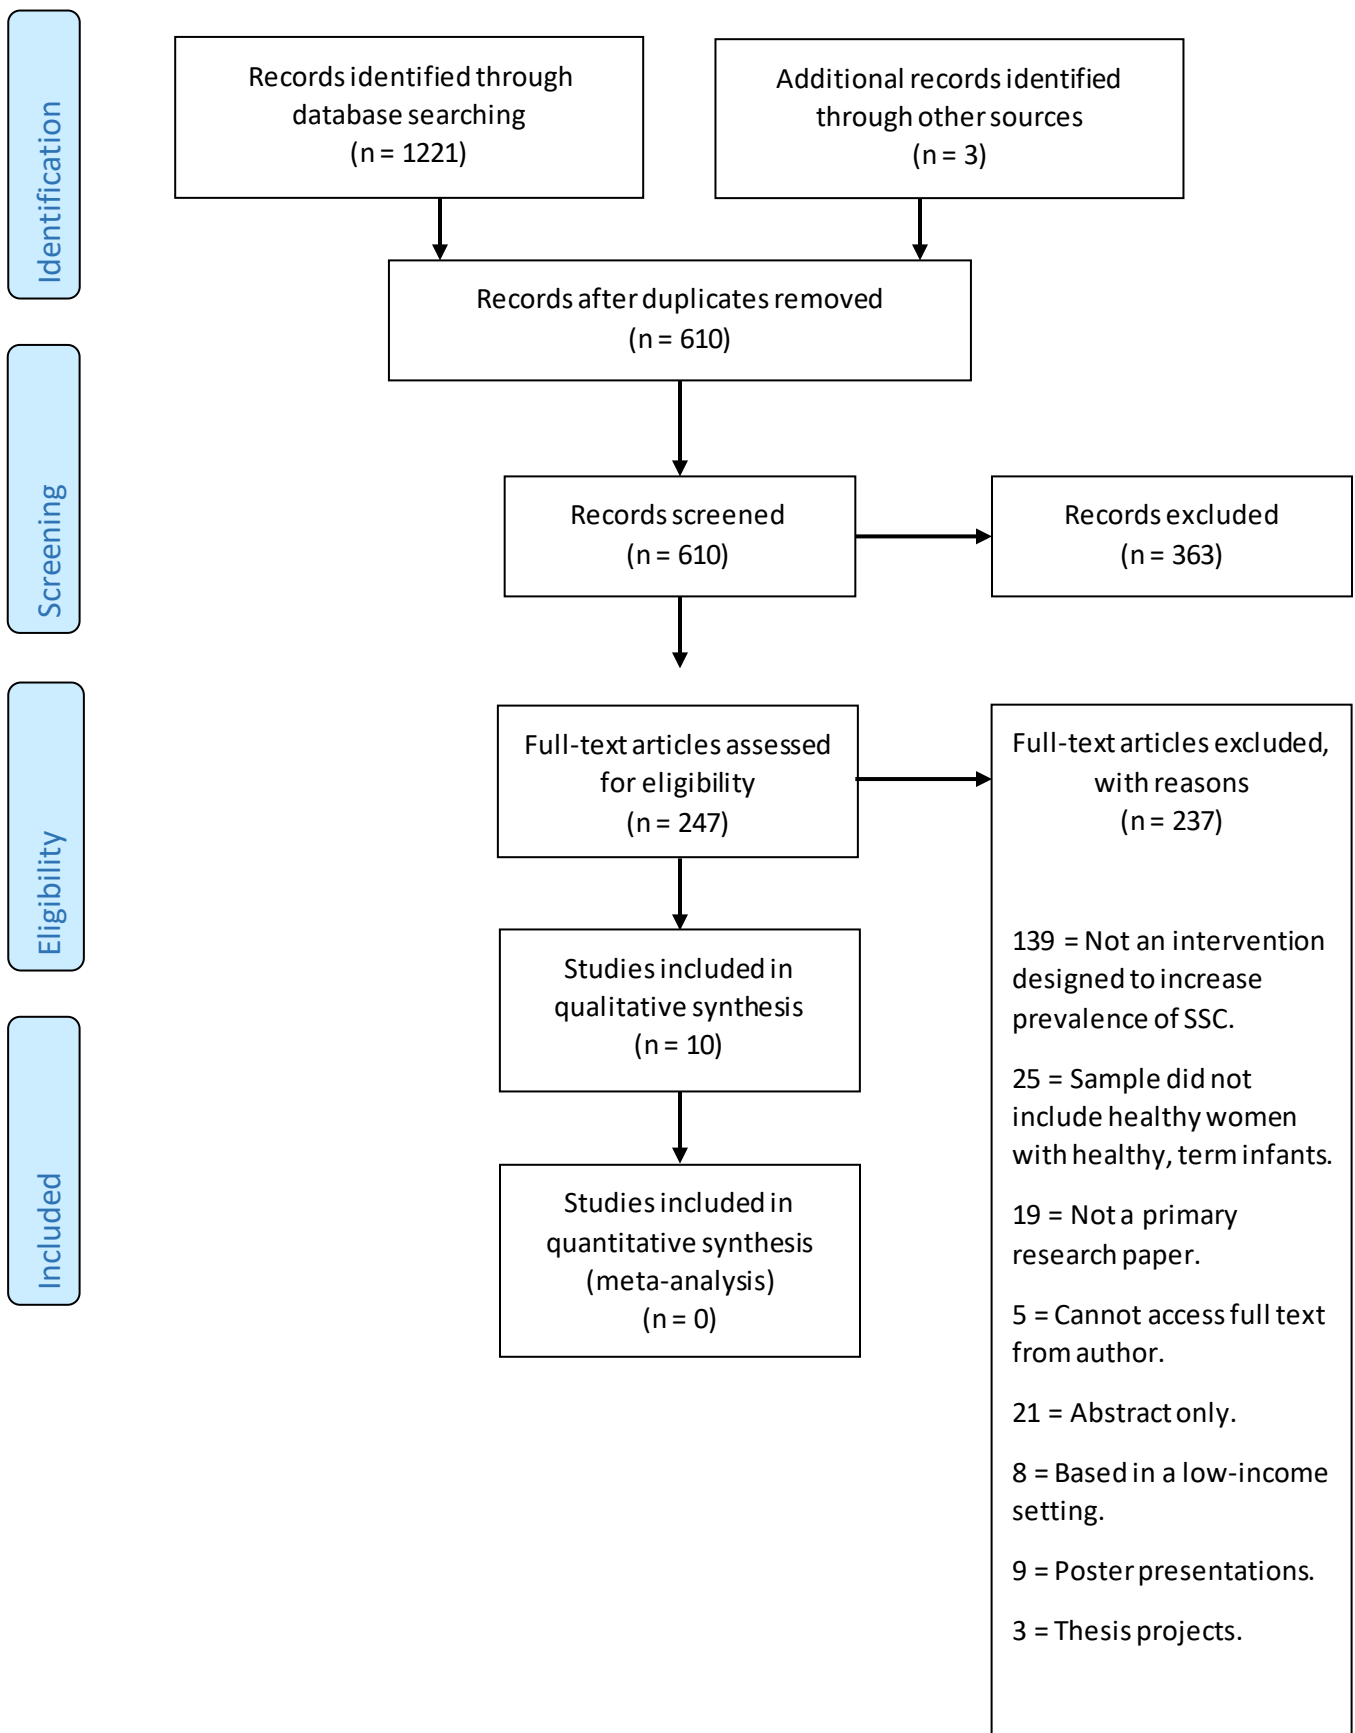 Identification
Records identified through
database searching
(n = 1221)
Additional records identified
through other sources
(n = 3)
Records after duplicates removed
(n = 610)
Screening
Records screened
(n = 610)
Records excluded
(n = 363)
Eligibility
Full-text articles assessed
for eligibility
(n = 247)
Full-text articles excluded,
with reasons
(n = 237)
139 = Not an intervention
designed to increase
prevalence of SSC.
25 = Sample did not
include healthy women
with healthy, term infants.
19 = Not a primary
research paper.
5 = Cannot access full text
from author.
21 = Abstract only.
8 = Based in a low-income
setting.
9 = Poster presentations.
3 = Thesis projects.
Studies included in
qualitative synthesis
(n = 10)
Included
Studies included in
quantitative synthesis
(meta-analysis)
(n = 0)